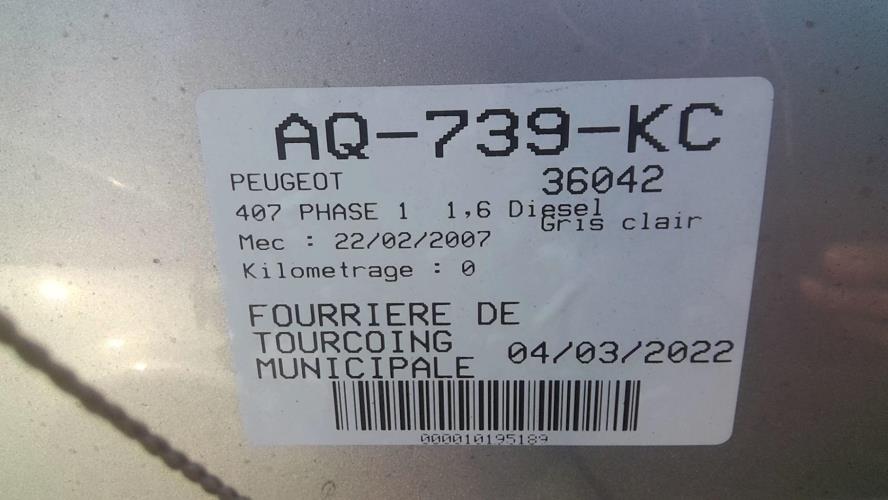 AQ-739-KC
PEUGEOT 36042
407 PHASE 1 1,6 Diesel
Gris clair
Mec : 22/02/2007
Kilometrage : 0
FOURRIERE DE
TOURCOING
MUNICIPALE 04/03/2022
000010195189